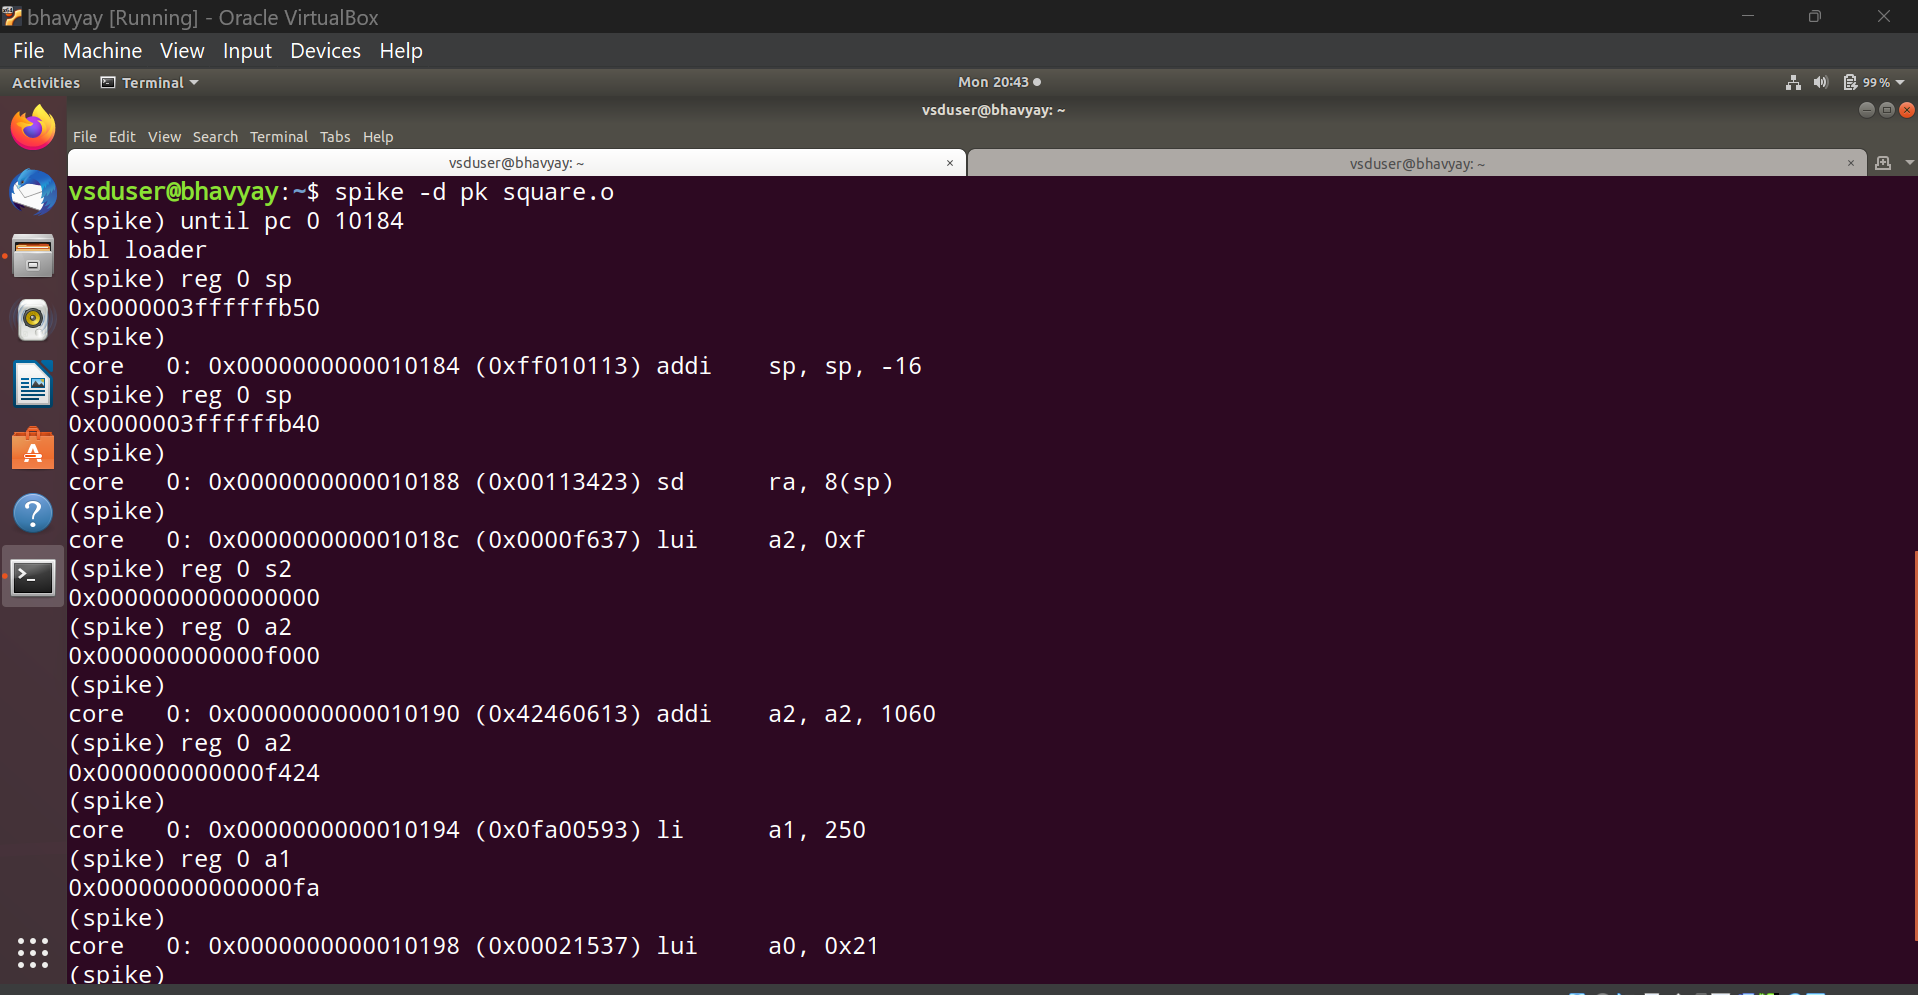 bhavyay [Running] - Oracle VirtualBox
File Machine View Input Devices Help
Activities Terminal Mon 20:43 99 %
vsduser@bhavyay: ~
File Edit View Search Terminal Tabs Help
vsduser@bhavyay: ~ × vsduser@bhavyay: ~ ×
vsduser@bhavyay:~$ spike -d pk square.o
(spike) until pc 0 10184
bbl loader
(spike) reg 0 sp
0x0000003ffffffb50
(spike)
core   0: 0x0000000000010184 (0xff010113) addi    sp, sp, -16
(spike) reg 0 sp
0x0000003ffffffb40
(spike)
core   0: 0x0000000000010188 (0x00113423) sd      ra, 8(sp)
(spike)
core   0: 0x000000000001018c (0x0000f637) lui     a2, 0xf
(spike) reg 0 s2
0x0000000000000000
(spike) reg 0 a2
0x000000000000f000
(spike)
core   0: 0x0000000000010190 (0x42460613) addi    a2, a2, 1060
(spike) reg 0 a2
0x000000000000f424
(spike)
core   0: 0x0000000000010194 (0x0fa00593) li      a1, 250
(spike) reg 0 a1
0x00000000000000fa
(spike)
core   0: 0x0000000000010198 (0x00021537) lui     a0, 0x21
(spike)